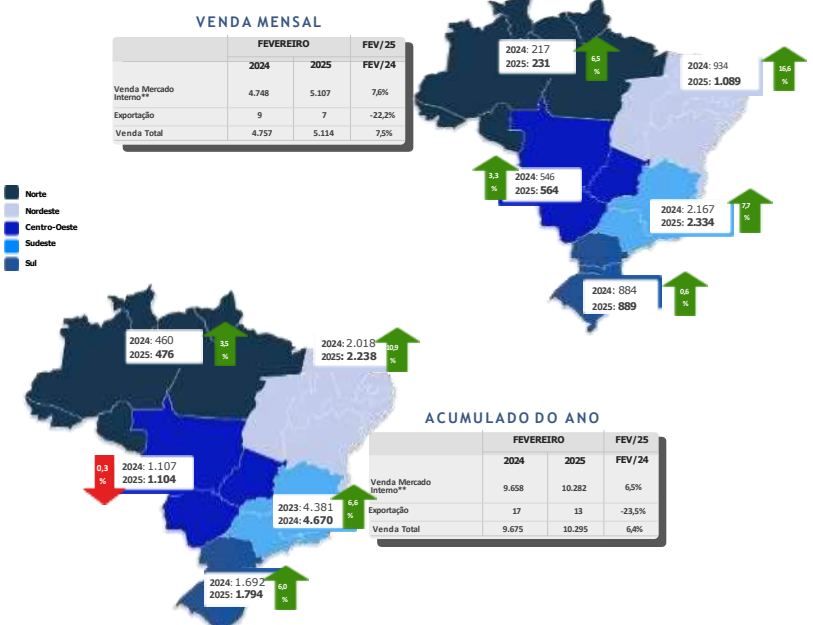 VENDA MENSAL
FEVEREIRO FEV/25
2024 2025 FEV/24
Venda Mercado
Interno** 4.748 5.107 7,6%
Exportação 9 7 -22,2%
Venda Total 4.757 5.114 7,5%
2024: 217
2025: 231
6,5
%
2024: 934
2025: 1.089
16,6
%
3,3
%
2024: 546
2025: 564
2024: 2.167
2025: 2.334
7,7
%
2024: 884
2025: 889
0,6
%
Norte
Nordeste
Centro-Oeste
Sudeste
Sul
2024: 460
2025: 476
3,5
%
2024: 2.018
2025: 2.238
10,9
%
0,3
%
2024: 1.107
2025: 1.104
2023: 4.381
2024: 4.670
6,6
%
2024: 1.692
2025: 1.794
6,0
%
ACUMULADO DO ANO
FEVEREIRO FEV/25
2024 2025 FEV/24
Venda Mercado
Interno** 9.658 10.282 6,5%
Exportação 17 13 -23,5%
Venda Total 9.675 10.295 6,4%